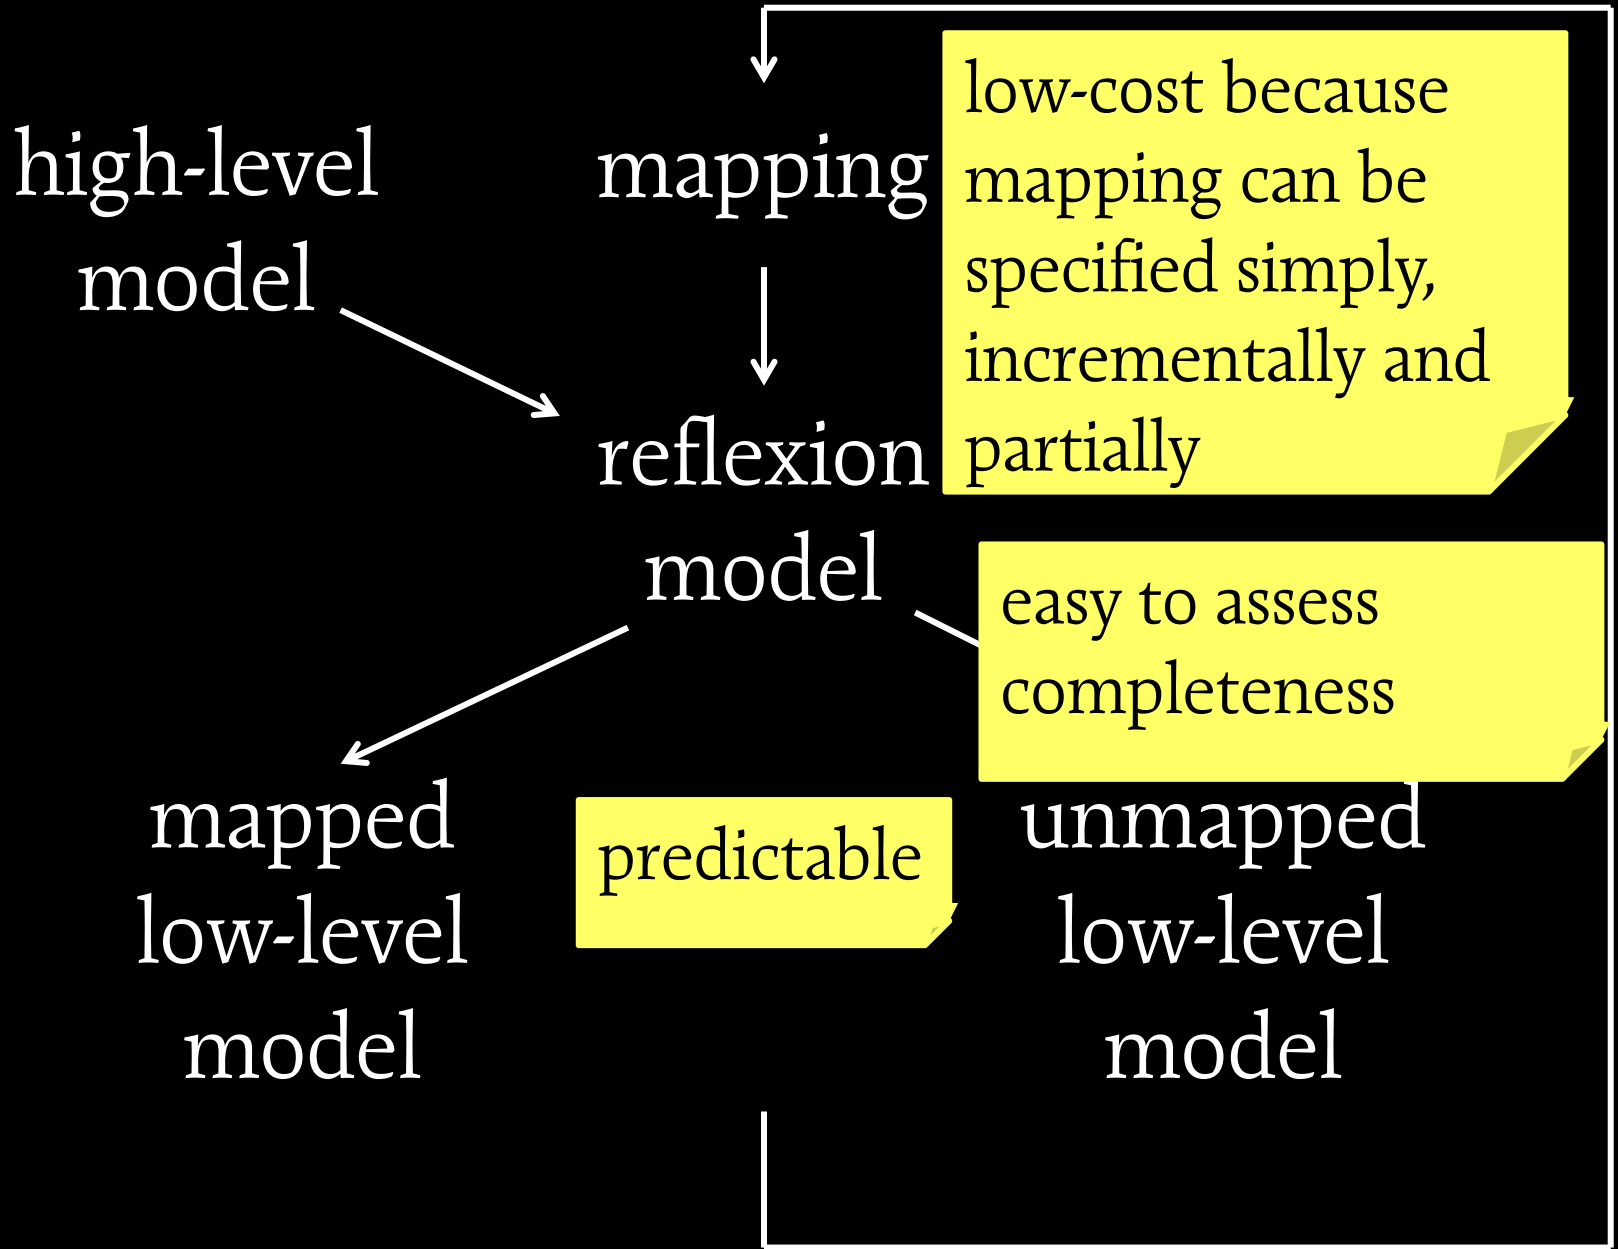 high-level
model
mapping
low-cost because
mapping can be
specified simply,
incrementally and
partially
reflexion
model
easy to assess
completeness
mapped
low-level
model
predictable
unmapped
low-level
model